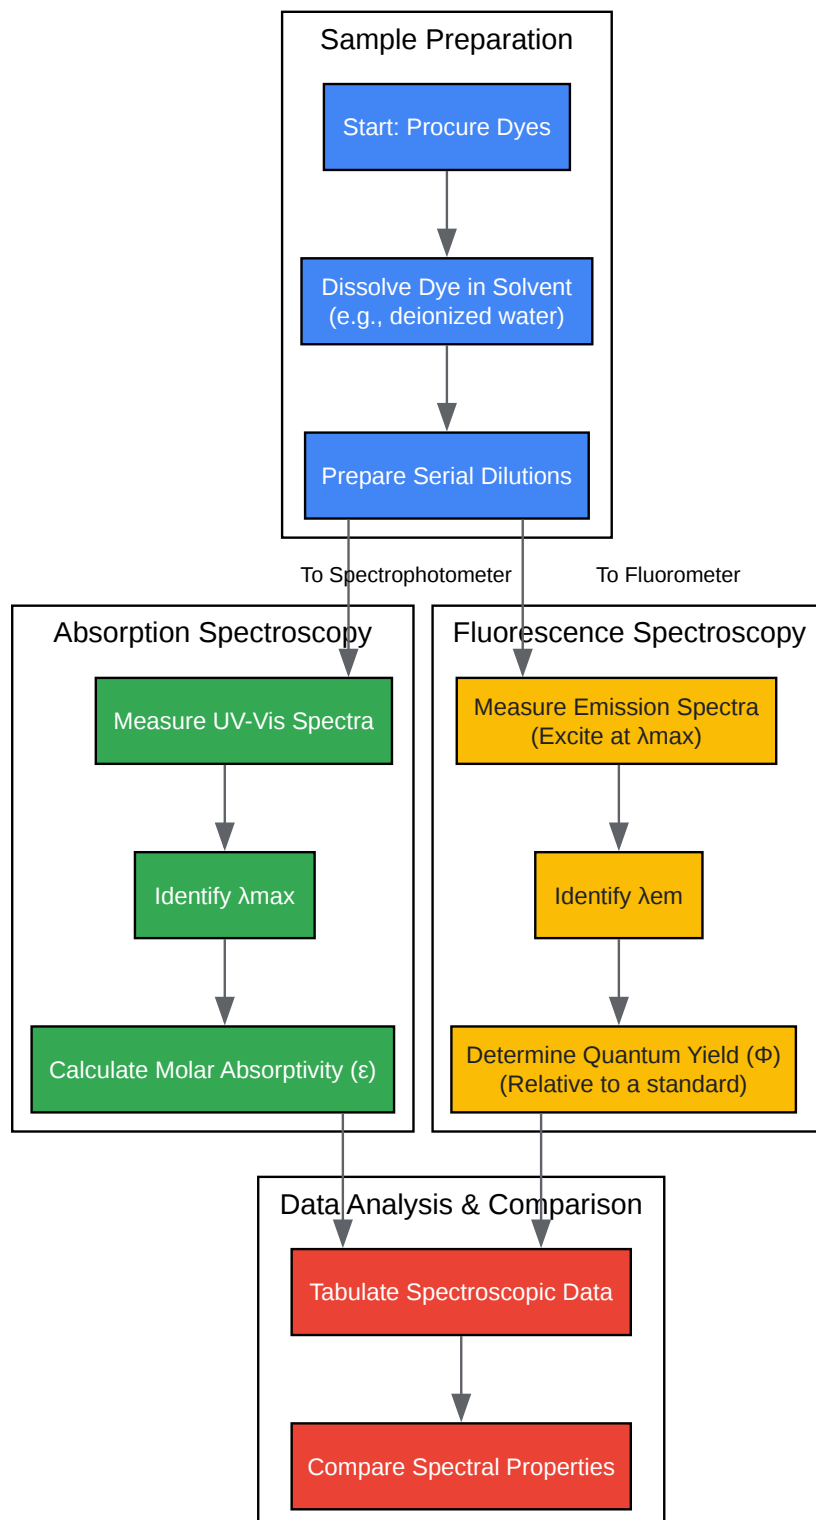 Sample Preparation
Start: Procure Dyes
Dissolve Dye in Solvent
(e.g., deionized water)
Prepare Serial Dilutions
To Spectrophotometer
To Fluorometer
Absorption Spectroscopy
Measure UV-Vis Spectra
Identify λmax
Calculate Molar Absorptivity (ε)
Fluorescence Spectroscopy
Measure Emission Spectra
(Excite at λmax)
Identify λem
Determine Quantum Yield (Φ)
(Relative to a standard)
Data Analysis & Comparison
Tabulate Spectroscopic Data
Compare Spectral Properties